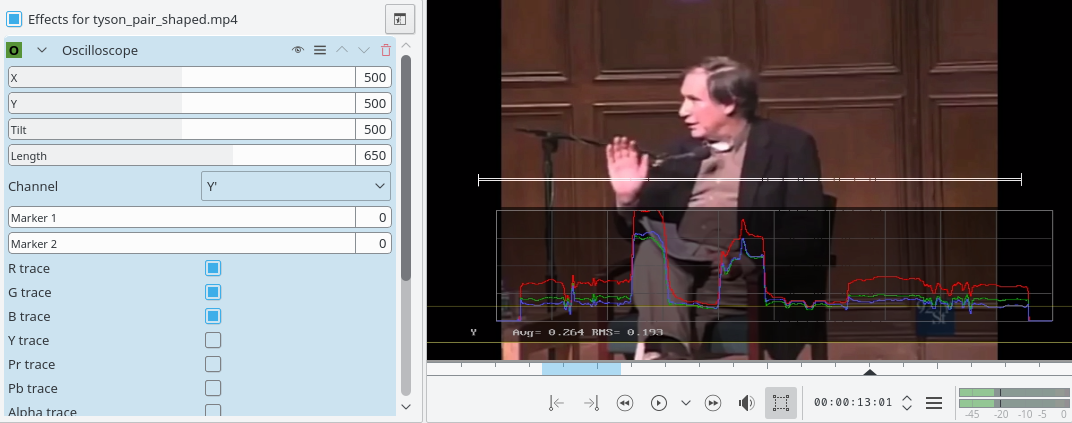 Effects for tyson_pair_shaped.mp4
O Oscilloscope
X 500
Y 500
Tilt 500
Length 650
Channel Y'
Marker 1 0
Marker 2 0
R trace
G trace
B trace
Y trace
Pr trace
Pb trace
Alpha trace
Y Avg= 0.264 RMS= 0.193
00:00:13:01
-45 -20 -10 -5 0